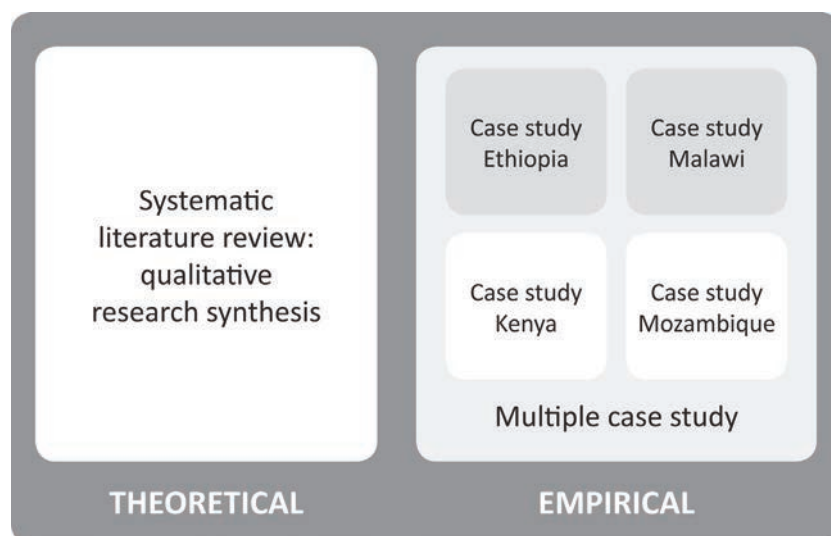 Systematic
literature review:
qualitative
research synthesis
THEORETICAL
Case study
Ethiopia
Case study
Malawi
Case study
Kenya
Case study
Mozambique
Multiple case study
EMPIRICAL